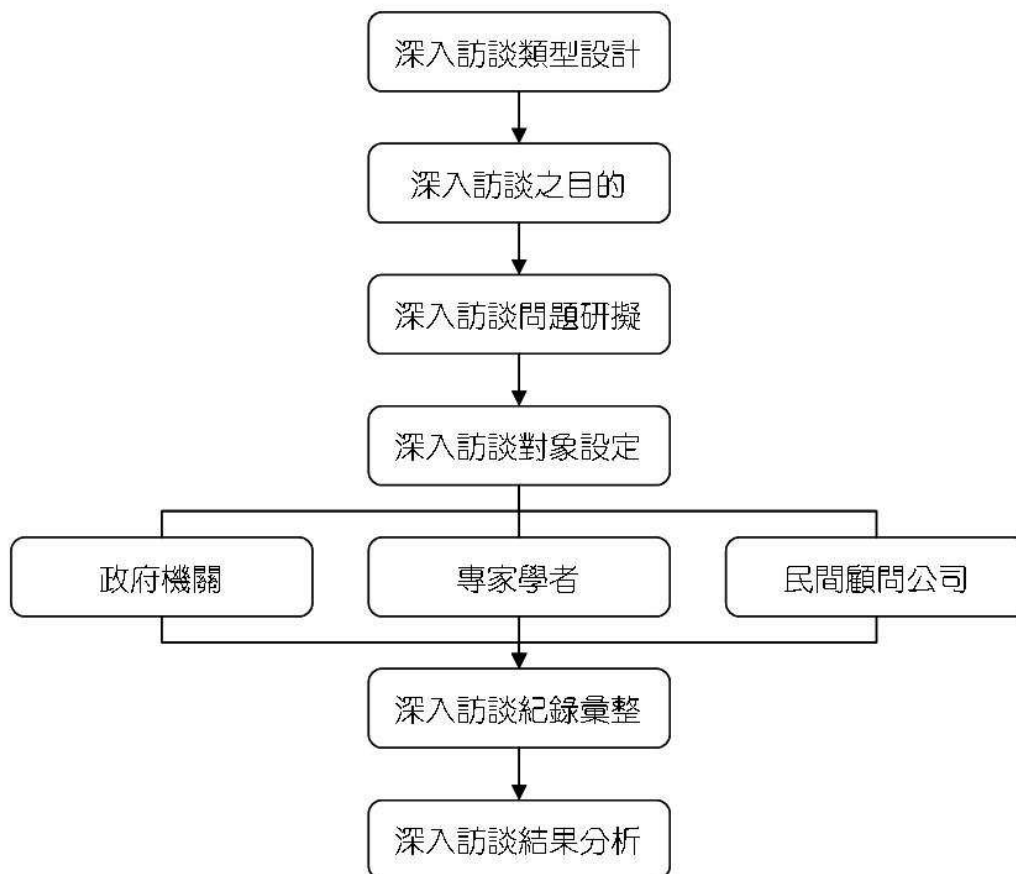 深入訪談類型設計
深入訪談之目的
深入訪談問題研擬
深入訪談對象設定
政府機關
專家學者
民間顧問公司
深入訪談紀錄彙整
深入訪談結果分析